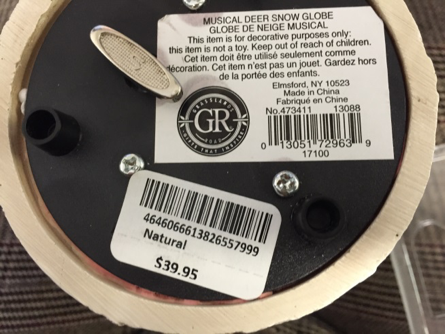 MUSICAL DEER SNOW GLOBE
GLOBE DE NEIGE MUSICAL
This item is for decorative purposes only:
this item is not a toy. Keep out of reach of children.
Cet item doit être utilisé seulement comme
décoration. Cet item n'est pas un jouet. Gardez hors
de la portée des enfants.
Elmsford, NY 10523
Made in China
Fabriqué en Chine
No.473411 13088
GR
0 13051 72963 9
17100
4646066613826557999
Natural
$39.95